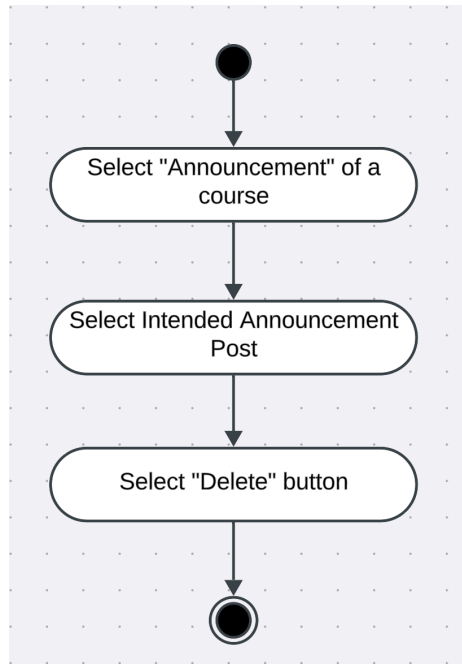 Select "Announcement" of a
course
Select Intended Announcement
Post
Select "Delete" button